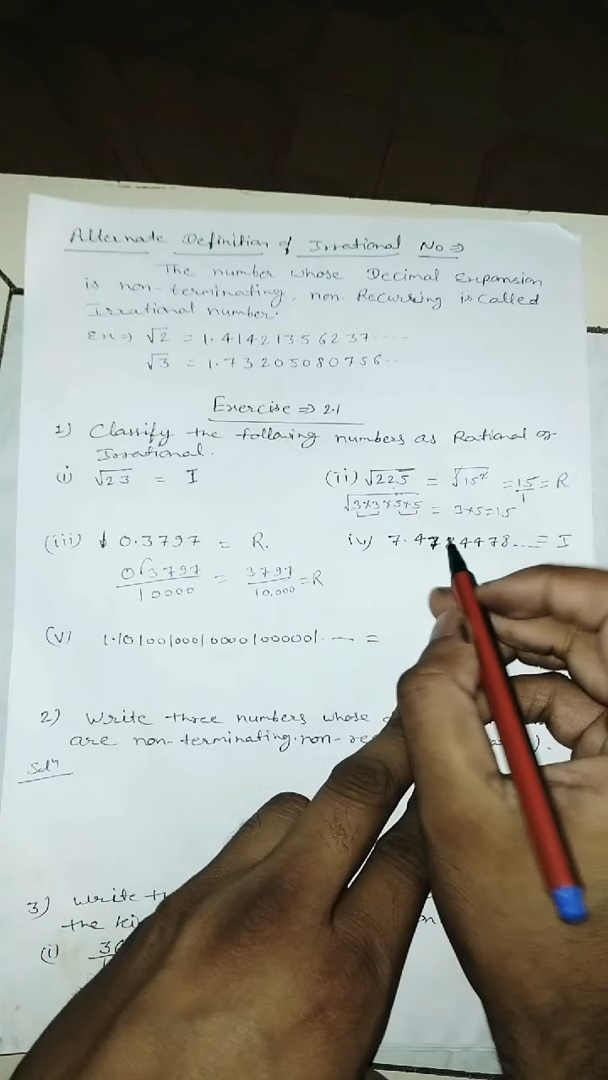 Alternate Definition of Irrational No ⇒
The number whose Decimal Expansion
is non-terminating, non-Recurring is called
Irrational number.
Ex ⇒ √2 = 1.41421356237.....
√3 = 1.73205080756...
Exercise ⇒ 2.1
1) Classify the following numbers as Rational or
Irrational.
(i) √23 = I
(ii) √225 = √15² = 15/1 = R
√3×3×5×5 = 3×5=15
(iii) 0.3797 = R.
0.3797/10000 = 3797/10,000 = R
iv) 7.478478... = I
(v) 1.101001000100001000001. — =
2) Write three numbers whose
are non-terminating.non-re
Solⁿ
3) Write th
the ki
(i)